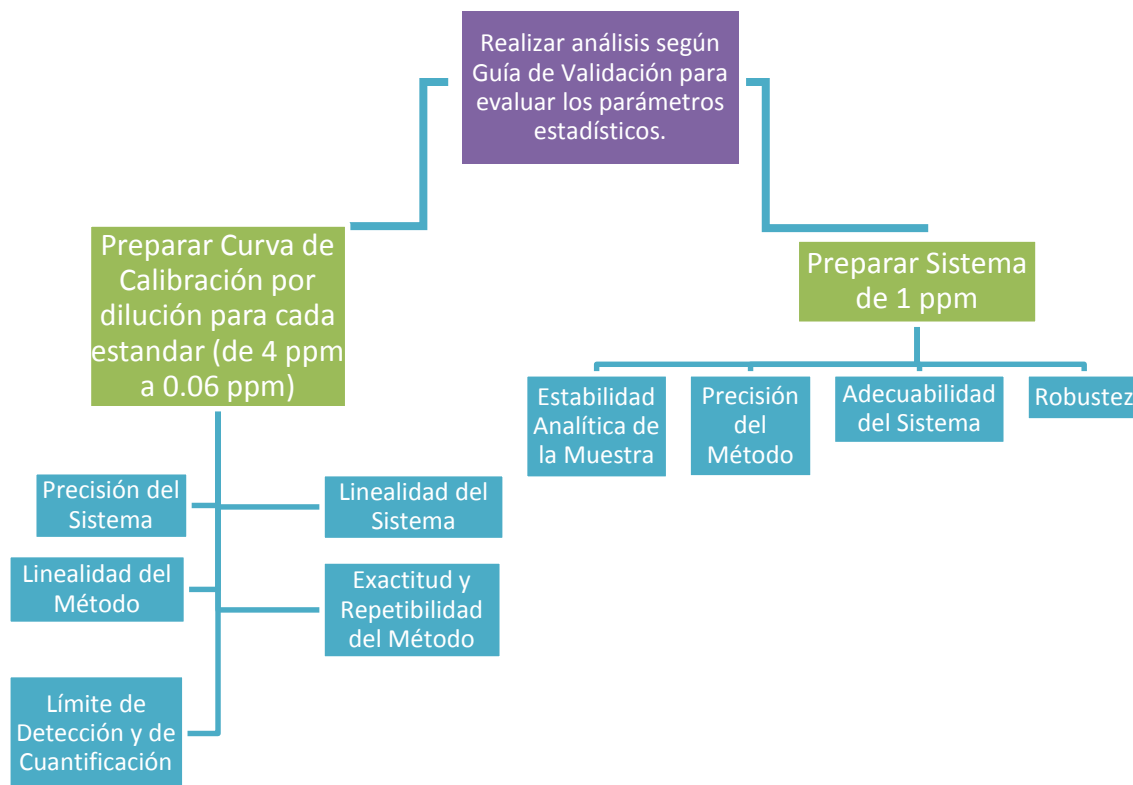 Realizar análisis según
Guía de Validación para
evaluar los parámetros
estadísticos.
Preparar Curva de
Calibración por
dilución para cada
estandar (de 4 ppm
a 0.06 ppm)
Preparar Sistema
de 1 ppm
Estabilidad
Analítica de
la Muestra
Precisión
del
Método
Adecuabilidad
del Sistema
Robustez
Precisión del
Sistema
Linealidad del
Sistema
Linealidad del
Método
Exactitud y
Repetibilidad
del Método
Límite de
Detección y de
Cuantificación